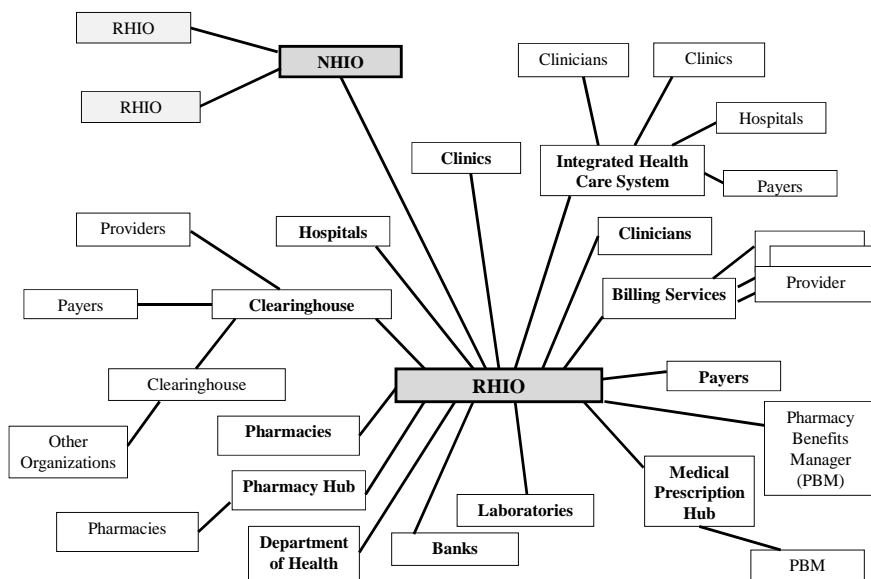 RHIO
NHIO
Clinicians
Clinics
RHIO
Hospitals
Clinics
Integrated Health
Care System
Payers
Providers
Hospitals
Clinicians
Billing Services
Provider
Payers
Clearinghouse
Clearinghouse
RHIO
Payers
Pharmacies
Other
Organizations
Pharmacy
Benefits
Manager
(PBM)
Pharmacy Hub
Medical
Prescription
Hub
Pharmacies
Laboratories
Department
of Health
Banks
PBM